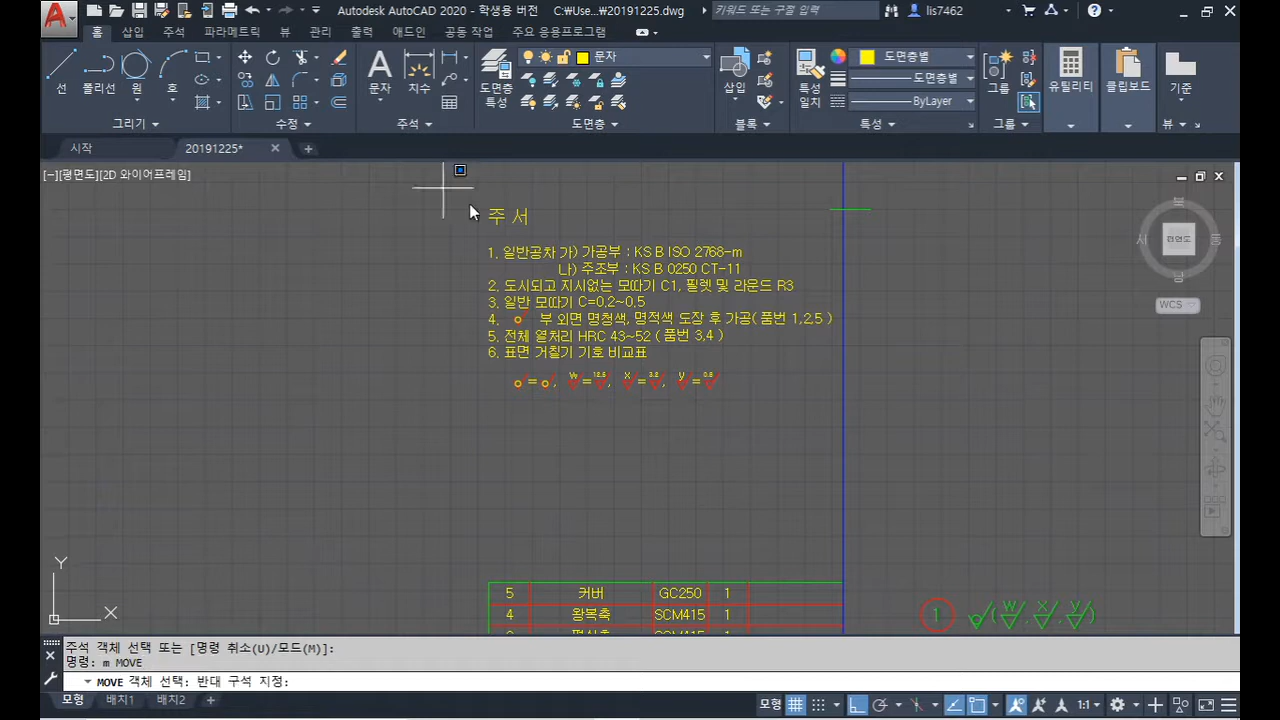 Autodesk AutoCAD 2020 - 학생용 버전 C:₩Use...₩20191225.dwg 키워드 또는 구절 입력 lis7462
홈 삽입 주석 파라메트릭 뷰 관리 출력 애드인 공동 작업 주요 응용프로그램
선 폴리선 원 호 문자 치수 도면층 특성 문자 삽입 특성 일치 도면층별 도면층별 ByLayer 그룹 유틸리티 클립보드 기준
그리기 수정 주석 도면층 블록 특성 그룹 뷰
시작 20191225*
[−][평면도][2D 와이어프레임]
북
서 동
남
WCS
주 서
1. 일반공차 가) 가공부 : KS B ISO 2768-m
나) 주조부 : KS B 0250 CT-11
2. 도시되고 지시없는 모따기 C1, 필렛 및 라운드 R3
3. 일반 모따기 C=0.2~0.5
4. 부 외면 명청색, 명적색 도장 후 가공( 품번 1,2,5 )
5. 전체 열처리 HRC 43~52 ( 품번 3,4 )
6. 표면 거칠기 기호 비교표
= , w = 12.5, x = 3.2, y = 0.8
5 커버 GC250 1
4 왕복축 SCM415 1
1 ( w , x , y )
Y
X
주석 객체 선택 또는 [명령 취소(U)/모드(M)]:
명령: m MOVE
MOVE 객체 선택: 반대 구석 지정:
모형 배치1 배치2 + 모형 1:1